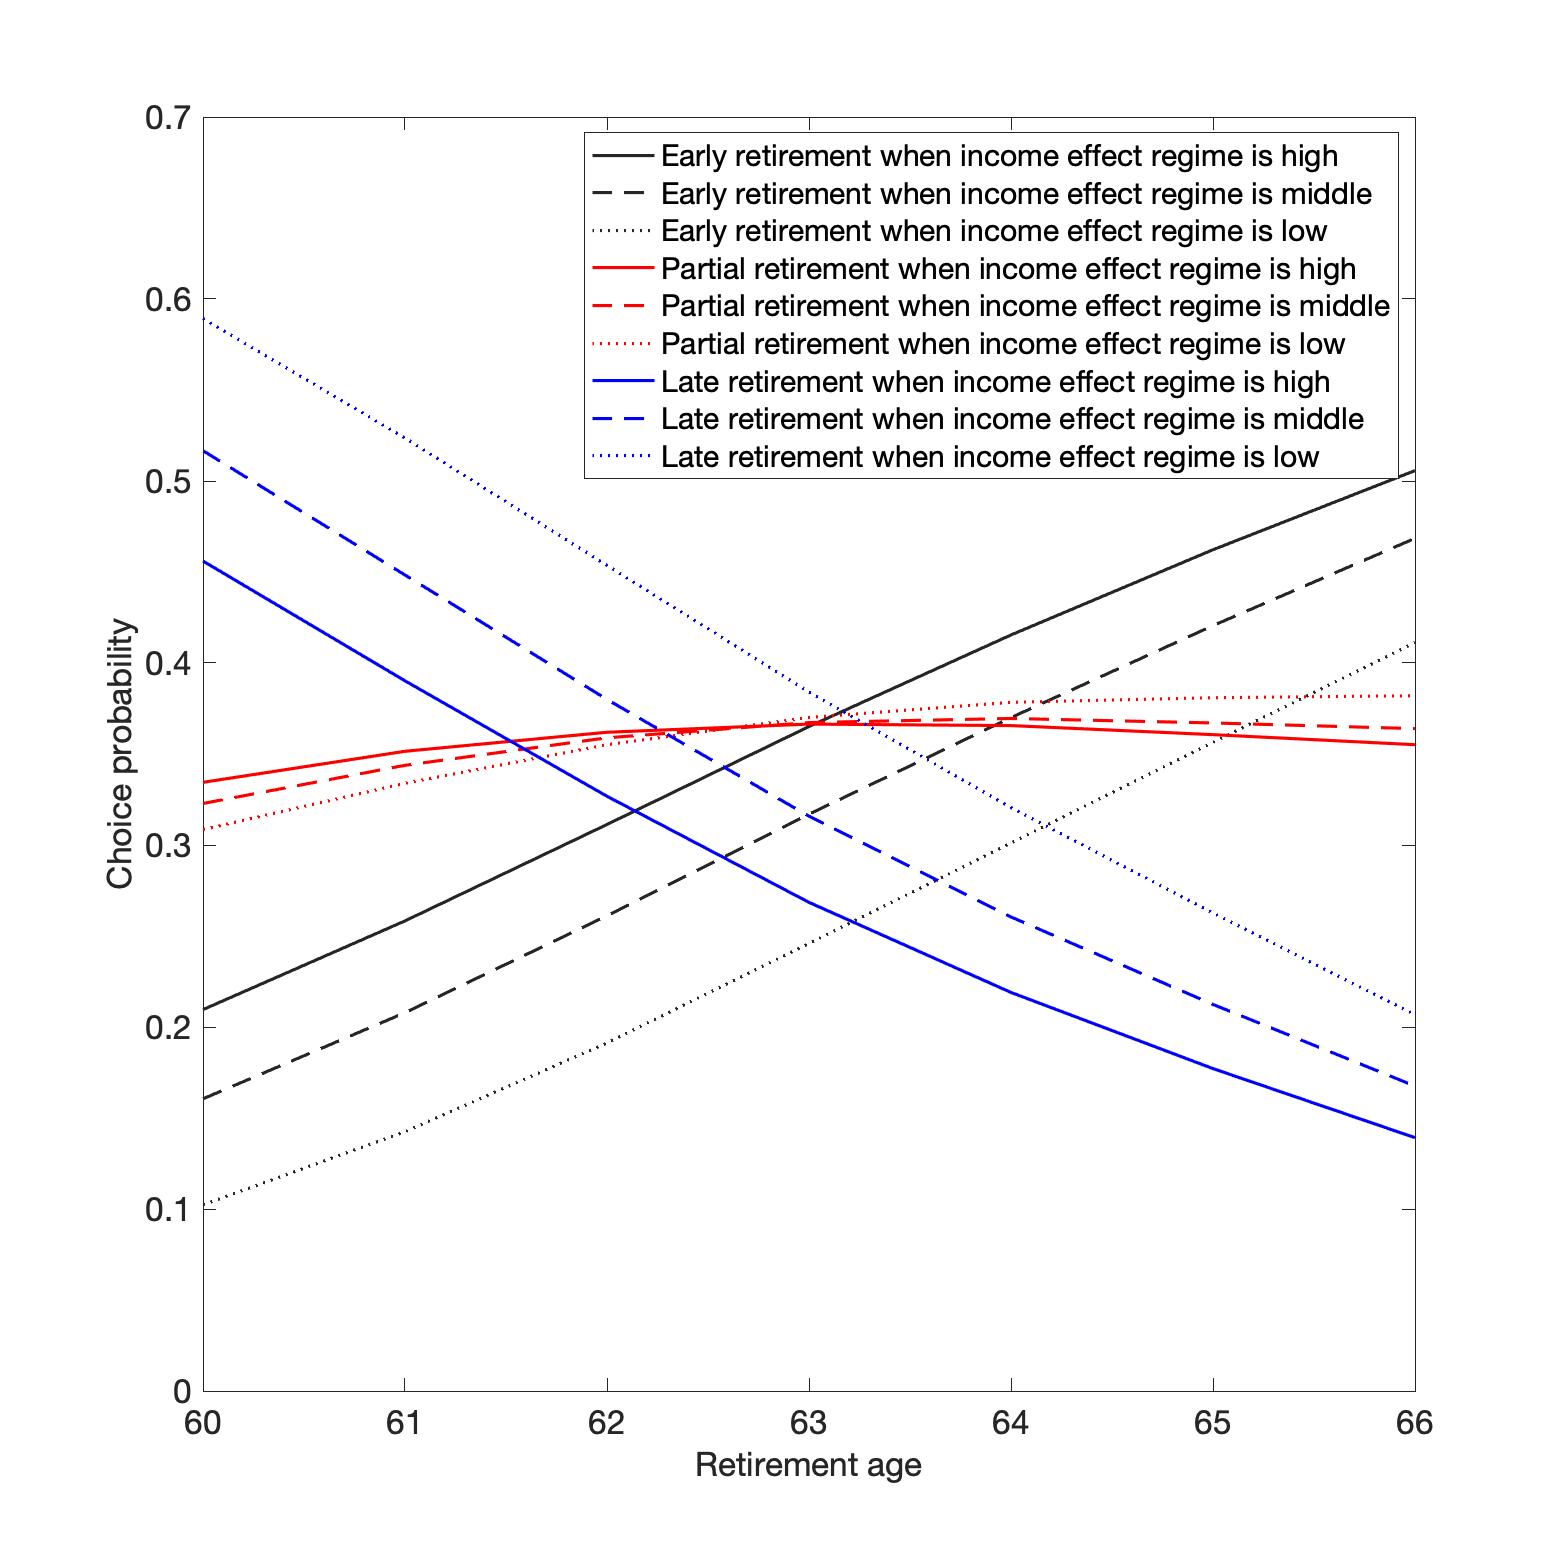 0.7
0.6
0.5
0.4
0.3
0.2
0.1
0
Choice probability
Early retirement when income effect regime is high
Early retirement when income effect regime is middle
Early retirement when income effect regime is low
Partial retirement when income effect regime is high
Partial retirement when income effect regime is middle
Partial retirement when income effect regime is low
Late retirement when income effect regime is high
Late retirement when income effect regime is middle
Late retirement when income effect regime is low
60 61 62 63 64 65 66
Retirement age